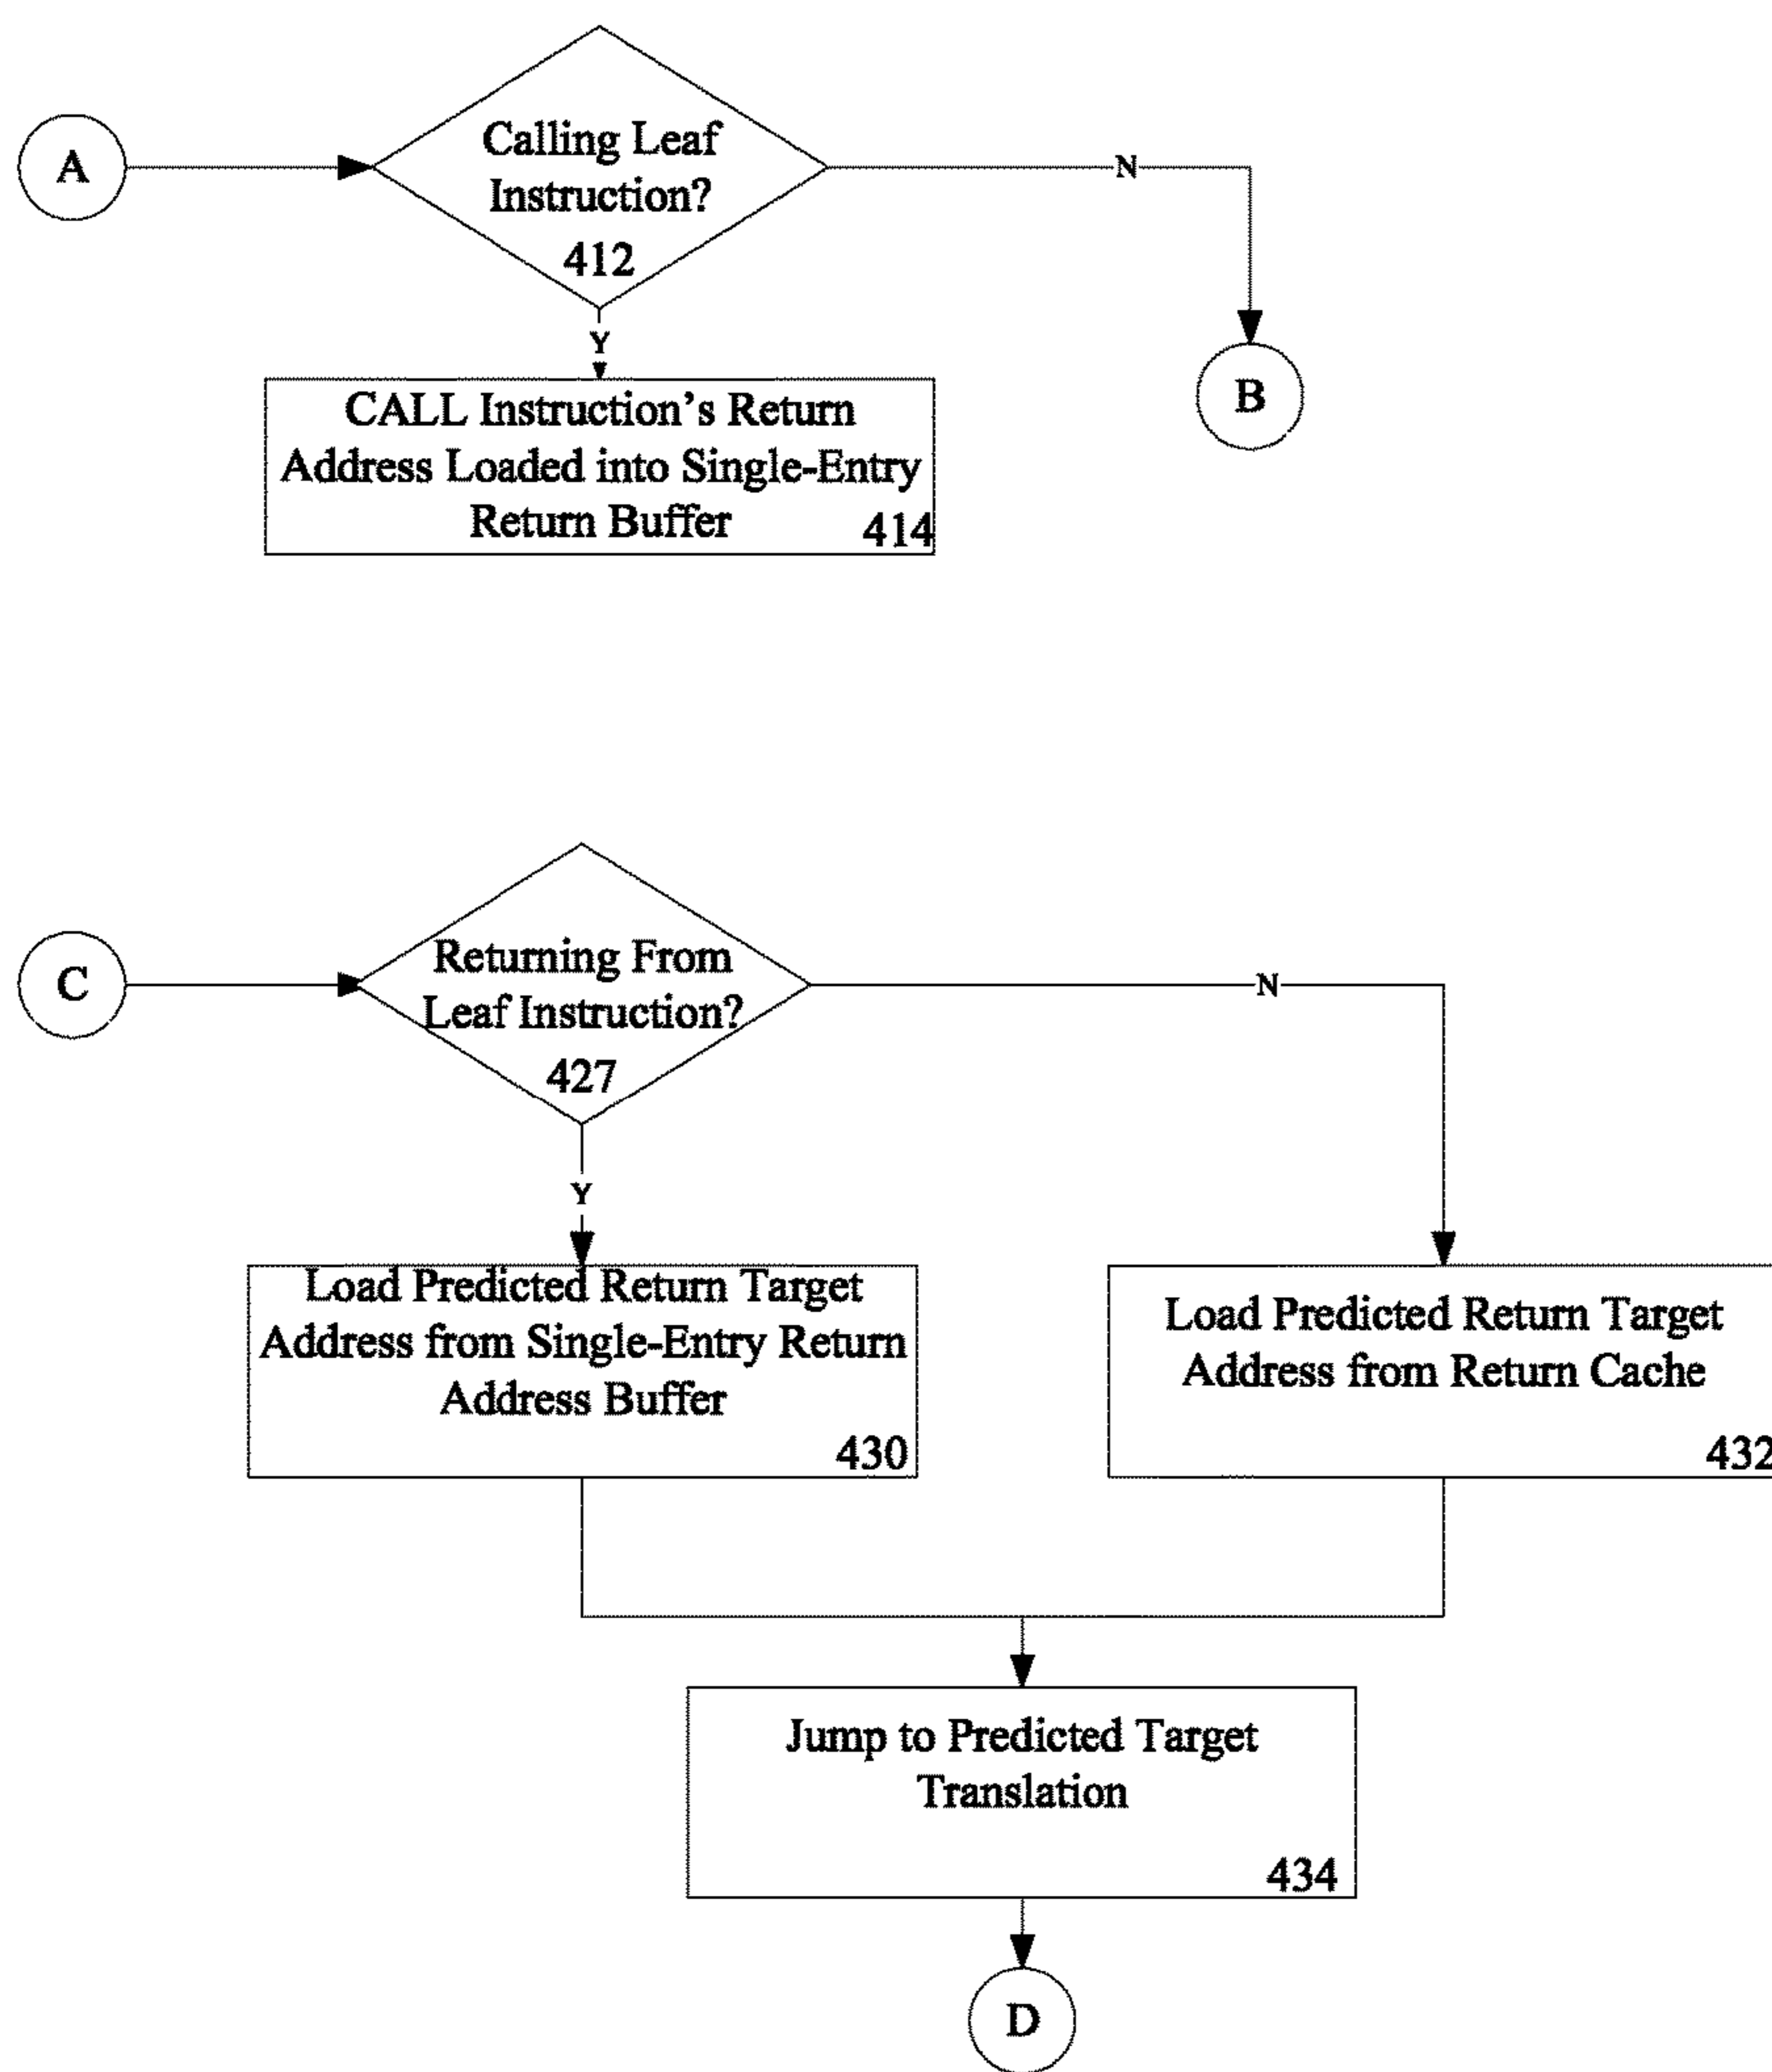 A
Calling Leaf
Instruction?
412
N
Y
B
CALL Instruction's Return
Address Loaded into Single-Entry
Return Buffer
414
C
Returning From
Leaf Instruction?
427
N
Y
Load Predicted Return Target
Address from Single-Entry Return
Address Buffer
430
Load Predicted Return Target
Address from Return Cache
432
Jump to Predicted Target
Translation
434
D